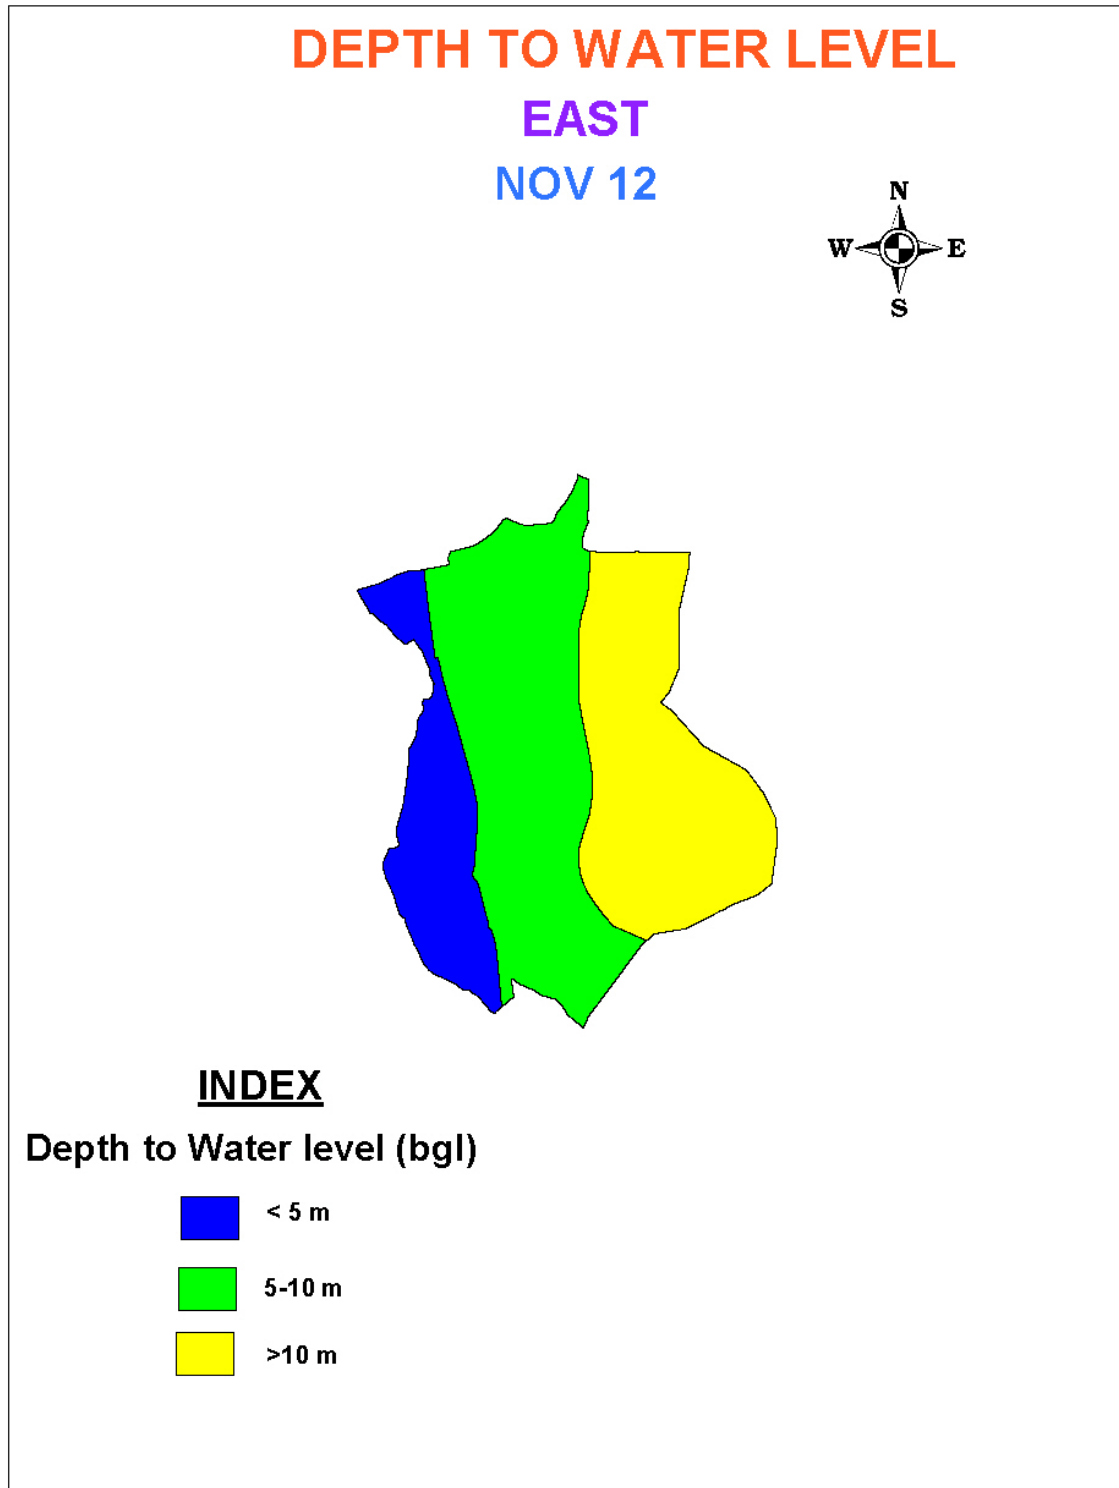 DEPTH TO WATER LEVEL
EAST
NOV 12
N
W E
S
INDEX
Depth to Water level (bgl)
< 5 m
5-10 m
>10 m